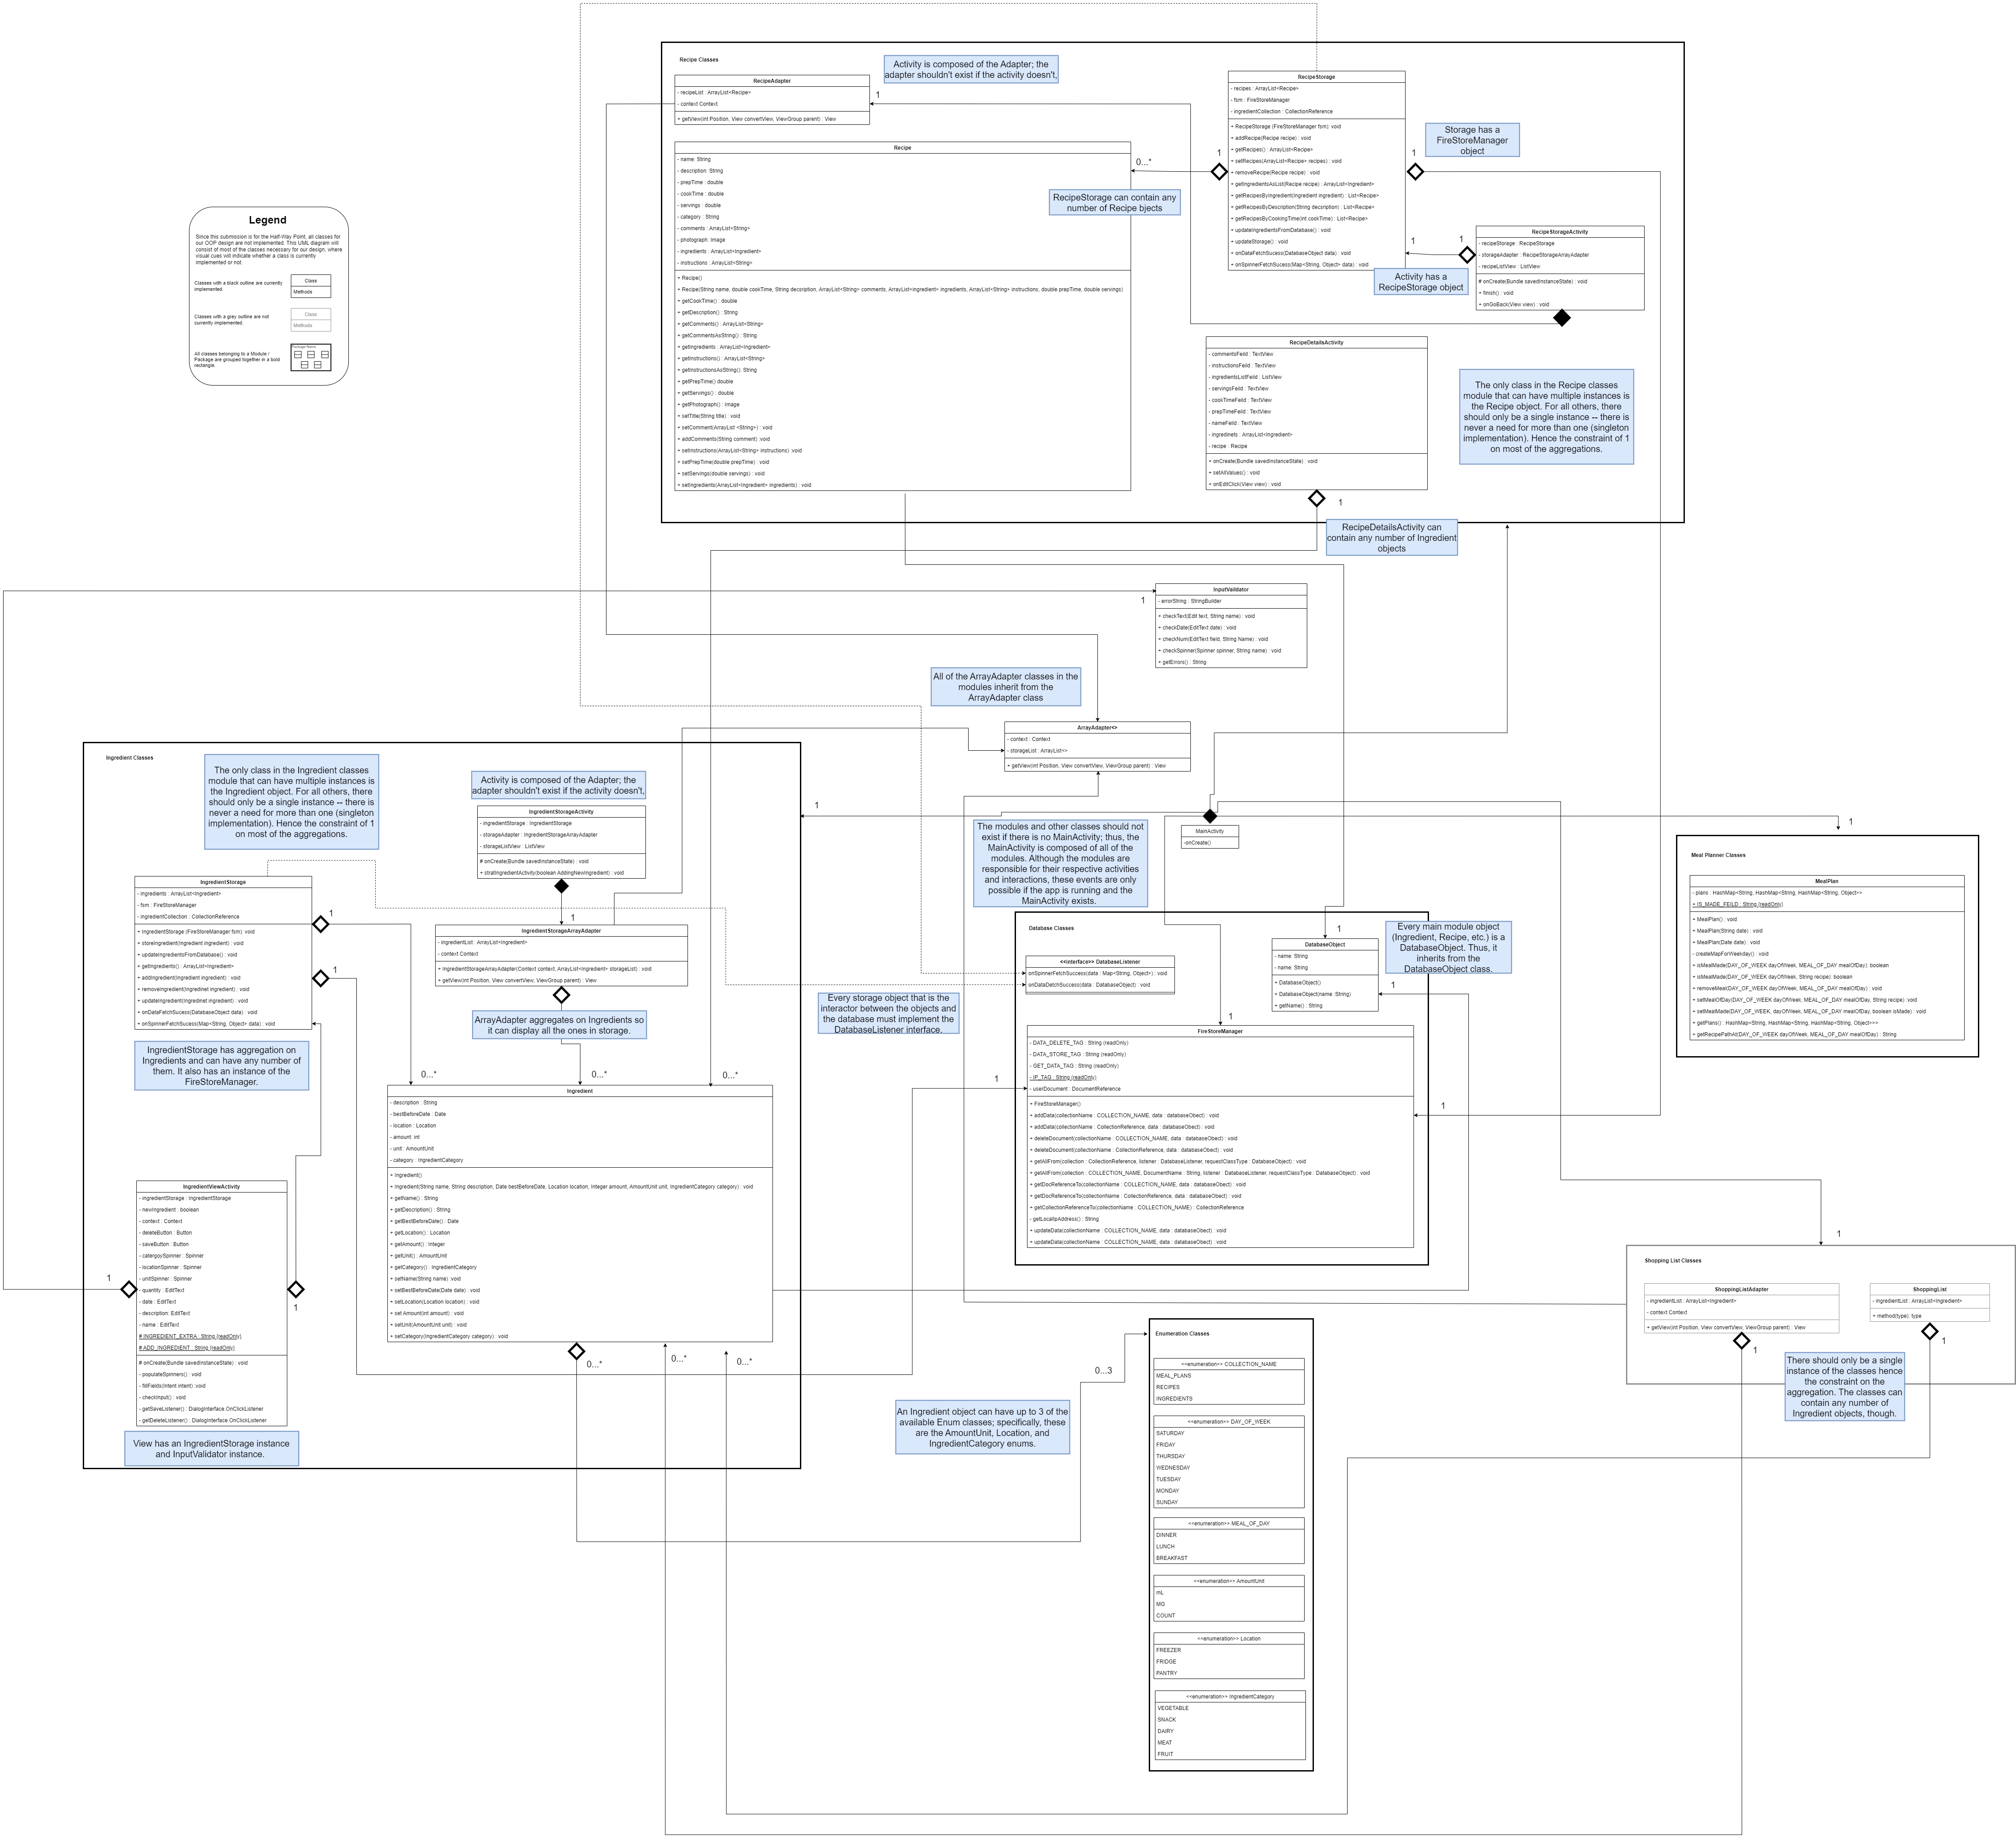 Recipe Classes
Activity is composed of the Adapter; the
adapter shouldn't exist if the activity doesn't,
RecipeAdapter
- recipeList : ArrayList<Recipe>
- context Context
+ getView(int Position, View convertView, ViewGroup parent) : View
1
Recipe
- name: String
- description: String
- prepTime : double
- cookTime : double
- servings : double
- category : String
- comments : ArrayList<String>
- photograph: Image
- ingredients : ArrayList<Ingredient>
- instructions : ArrayList<String>
+ Recipe()
+ Recipe(String name, double cookTime, String decsription, ArrayList<String> comments, ArrayList<ingredient> ingredients, ArrayList<String> instructions, double prepTime, double servings)
+ getCookTime() : double
+ getDescription() : String
+ getComments() : ArrayList<String>
+ getCommentsAsString() : String
+ getIngredients : ArrayList<Ingredient>
+ getInstructions() : ArrayList<String>
+ getInstructionsAsString(): String
+ getPrepTime() double
+ getServings() : double
+ getPhotograph() : Image
+ setTitle(String title) : void
+ setComment(ArrayList <String>) : void
+ addComments(String comment) :void
+ setInstructions(ArrayList<String> instructions) :void
+ setPrepTime(double prepTime) : void
+ setServings(double servings) : void
+ setIngredients(ArrayList<Ingredient> ingredients) : void
0...*
1
RecipeStorage can contain any
number of Recipe bjects
RecipeStorage
- recipes : ArrayList<Recipe>
- fsm : FireStoreManager
- ingredientCollection : CollectionReference
+ RecipeStorage (FireStoreManager fsm): void
+ addRecipe(Recipe recipe) : void
+ getRecipes() : ArrayList<Recipe>
+ setRecipes(ArrayList<Recipe> recipes) : void
+ removeRecipe(Recipe recipe) : void
+ getIngredientsAsList(Recipe recipe) : ArrayList<Ingredient>
+ getRecipesByIngredient(Ingredient ingredient) : List<Recipe>
+ getRecipesByDescription(String decsription) : List<Recipe>
+ getRecipesByCookingTime(int cookTime) : List<Recipe>
+ updateIngredientsFromDatabase() : void
+ updateStorage() : void
+ onDataFetchSucess(DatabaseObject data) : void
+ onSpinnerFetchSucess(Map<String, Object> data) : void
Storage has a
FireStoreManager
object
1
1
1
Activity has a
RecipeStorage object
RecipeStorageActivity
- recipeStorage : RecipeStorage
- storageAdapter : RecipeStorageArrayAdapter
- recipeListView : ListView
# onCreate(Bundle savedInstanceState) : void
+ finish() : void
+ onGoBack(View view) : void
RecipeDetailsActivity
- commentsFeild : TextView
- instructionsFeild : TextView
- ingredientsListFeild : ListView
- servingsFeild : TextView
- cookTimeFeild : TextView
- prepTimeFeild : TextView
- nameFeild : TextView
- ingredinets : ArrayList<Ingredient>
- recipe : Recipe
+ onCreate(Bundle savedInstanceState) : void
+ setAllValues() : void
+ onEditClick(View view) : void
1
RecipeDetailsActivity can
contain any number of Ingredient
objects
The only class in the Recipe classes
module that can have multiple instances is
the Recipe object. For all others, there
should only be a single instance -- there is
never a need for more than one (singleton
implementation). Hence the constraint of 1
on most of the aggregations.
Legend
Since this submission is for the Half-Way Point, all classes for
our OOP design are not implemented. This UML diagram will
consist of most of the classes necessary for our design, where
visual cues will indicate whether a class is currently
implemented or not.
Classes with a black outline are currently
implemented.
Class
Methods
Classes with a grey outline are not
currently implemented.
Class
Methods
All classes belonging to a Module /
Package are grouped together in a bold
rectangle.
Package Name
InputVaildator
- errorString : StringBuilder
+ checkText(Edit text, String name) : void
+ checkDate(EditText date) : void
+ checkNum(EditText field, String Name) : void
+ checkSpinner(Spinner spinner, String name) : void
+ getErrors() : String
1
All of the ArrayAdapter classes in the
modules inherit from the
ArrayAdapter class
ArrayAdapter<>
- context : Context
- storageList : ArrayList<>
+ getView(int Position, View convertView, ViewGroup parent) : View
Ingredient Classes
The only class in the Ingredient classes
module that can have multiple instances is
the Ingredient object. For all others, there
should only be a single instance -- there is
never a need for more than one (singleton
implementation). Hence the constraint of 1
on most of the aggregations.
Activity is composed of the Adapter; the
adapter shouldn't exist if the activity doesn't,
IngredientStorageActivity
- ingredientStorage : IngredientStorage
- storageAdapter : IngredientStorageArrayAdapter
- storageListView : ListView
# onCreate(Bundle savedInstanceState) : void
+ stratIngredientActivity(boolean AddingNewIngredient) : void
1
IngredientStorageArrayAdapter
- ingredientList : ArrayList<Ingredient>
- context Context
+ IngredientStorageArrayAdapter(Context context, ArrayList<Ingredient> storageList) : void
+ getView(int Position, View convertView, ViewGroup parent) : View
ArrayAdapter aggregates on Ingredients so
it can display all the ones in storage.
IngredientStorage
- ingredients : ArrayList<Ingredient>
- fsm : FireStoreManager
- ingredientCollection : CollectionReference
+ IngredientStorage (FireStoreManager fsm): void
+ storeIngredient(Ingredient ingredient) : void
+ updateIngredientsFromDatabase() : void
+ getIngredients() : ArrayList<Ingredient>
+ addIngredient(Ingredient ingredient) : void
+ removeIngredient(Ingredinet ingredient) : void
+ updateIngredient(Ingredinet ingredient) : void
+ onDataFetchSucess(DatabaseObject data) : void
+ onSpinnerFetchSucess(Map<String, Object> data) : void
1
1
IngredientStorage has aggregation on
Ingredients and can have any number of
them. It also has an instance of the
FireStoreManager.
0...*
0...*
0...*
Ingredient
- description : String
- bestBeforeDate : Date
- location : Location
- amount: int
- unit : AmountUnit
- category : IngredientCategory
+ Ingredient()
+ Ingredient(String name, String description, Date bestBeforeDate, Location location, Integer amount, AmountUnit unit, IngredientCategory category) : void
+ getName() : String
+ getDescription() : String
+ getBestBeforeDate() : Date
+ getLocation() : Location
+ getAmount() : Integer
+ getUnit() : AmountUnit
+ getCategory() : IngredientCategory
+ setName(String name) :void
+ setBestBeforeDate(Date date) : void
+ setLocation(Location location) : void
+ set Amount(int amount) : void
+ setUnit(AmountUnit unit) : void
+ setCategory(IngredientCategory category) : void
0...*
0...*
0...*
IngredientViewActivity
- ingredientStorage : IngredientStorage
- newIngredient : boolean
- context : Context
- deleteButton : Button
- saveButton : Button
- catergoySpinner : Spinner
- locationSpinner : Spinner
- unitSpinner : Spinner
- quantity : EditText
- date : EditText
- description: EditText
- name : EditText
# INGREDIENT_EXTRA : String (readOnly)
# ADD_INGREDIENT : String (readOnly)
# onCreate(Bundle savedInstanceState) : void
- populateSpinners() : void
- fillFields(Intent intent) :void
- checkInput() : void
- getSaveListener() : DialogInterface.OnClickListener
- getDeleteListener() : DialogInterface.OnClickListener
1
1
View has an IngredientStorage instance
and InputValidator instance.
1
The modules and other classes should not
exist if there is no MainActivity; thus, the
MainActivity is composed of all of the
modules. Although the modules are
responsible for their respective activities
and interactions, these events are only
possible if the app is running and the
MainActivity exists.
MainActivity
-onCreate()
Database Classes
<<interface>> DatabaseListener
onSpinnerFetchSuccess(data : Map<String, Object>) : void
onDataDetchSuccess(data : DatabaseObject) : void
Every storage object that is the
interactor between the objects and
the database must implement the
DatabaseListener interface.
1
DatabaseObject
- name: String
- name: String
+ DatabaseObject()
+ DatabaseObject(name :String)
+ getName() : String
1
Every main module object
(Ingredient, Recipe, etc.) is a
DatabaseObject. Thus, it
inherits from the
DatabaseObject class.
1
1
FireStoreManager
- DATA_DELETE_TAG : String (readOnly)
- DATA_STORE_TAG : String (readOnly)
- GET_DATA_TAG : String (readOnly)
- IP_TAG : String (readOnly)
- userDocument : DocumentReference
+ FireStoreManager()
+ addData(collectionName : COLLECTION_NAME, data : databaseObect) : void
+ addData(collectionName : CollectionReference, data : databaseObect) : void
+ deleteDocument(collectionName : COLLECTION_NAME, data : databaseObect) : void
+ deleteDocument(collectionName : CollectionReference, data : databaseObect) : void
+ getAllFrom(collection : CollectionReference, listener : DatabaseListener, requestClassType : DatabaseObject) : void
+ getAllFrom(collection : COLLECTION_NAME, DocumentName : String, listener : DatabaseListener, requestClassType : DatabaseObject) : void
+ getDocReferenceTo(collectionName : COLLECTION_NAME, data : databaseObect) : void
+ getDocReferenceTo(collectionName : CollectionReference, data : databaseObect) : void
+ getCollectionReferenceTo(collectionName : COLLECTION_NAME) : CollectionReference
- getLocalIpAddress() : String
+ updateData(collectionName : COLLECTION_NAME, data : databaseObect) : void
+ updateData(collectionName : COLLECTION_NAME, data : databaseObect) : void
1
1
Meal Planner Classes
MealPlan
- plans : HashMap<String, HashMap<String, HashMap<String, Object>>
+ IS_MADE_FEILD : String (readOnly)
+ MealPlan() : void
+ MealPlan(String date) : void
+ MealPlan(Date date) : void
- createMapForWeekday() : void
+ isMealMade(DAY_OF_WEEK dayOfWeek, MEAL_OF_DAY mealOfDay): boolean
+ isMealMade(DAY_OF_WEEK dayOfWeek, String recipe): boolean
+ removeMeal(DAY_OF_WEEK dayOfWeek, MEAL_OF_DAY mealOfDay) : void
+ setMealOfDay(DAY_OF_WEEK dayOfWeek, MEAL_OF_DAY mealOfDay, String recipe) :void
+ setMealMade(DAY_OF_WEEK, dayOfWeek, MEAL_OF_DAY mealOfDay, boolean isMade) : void
+ getPlans() : HashMap<String, HashMap<String, HashMap<String, Object>>>
+ getRecipePathAt(DAY_OF_WEEK dayOfWeek, MEAL_OF_DAY mealOfDay) : String
1
Shopping List Classes
ShoppingListAdapter
- ingredientList : ArrayList<Ingredient>
- context Context
+ getView(int Position, View convertView, ViewGroup parent) : View
ShoppingList
- ingredientList : ArrayList<Ingredient>
+ method(type): type
1
1
There should only be a single
instance of the classes hence
the constraint on the
aggregation. The classes can
contain any number of
Ingredient objects, though.
0...3
An Ingredient object can have up to 3 of the
available Enum classes; specifically, these
are the AmountUnit, Location, and
IngredientCategory enums.
Enumeration Classes
<<enumeration>> COLLECTION_NAME
MEAL_PLANS
RECIPES
INGREDIENTS
<<enumeration>> DAY_OF_WEEK
SATURDAY
FRIDAY
THURSDAY
WEDNESDAY
TUESDAY
MONDAY
SUNDAY
<<enumeration>> MEAL_OF_DAY
DINNER
LUNCH
BREAKFAST
<<enumeration>> AmountUnit
mL
MG
COUNT
<<enumeration>> Location
FREEZER
FRIDGE
PANTRY
<<enumeration>> IngredientCategory
VEGETABLE
SNACK
DAIRY
MEAT
FRUIT